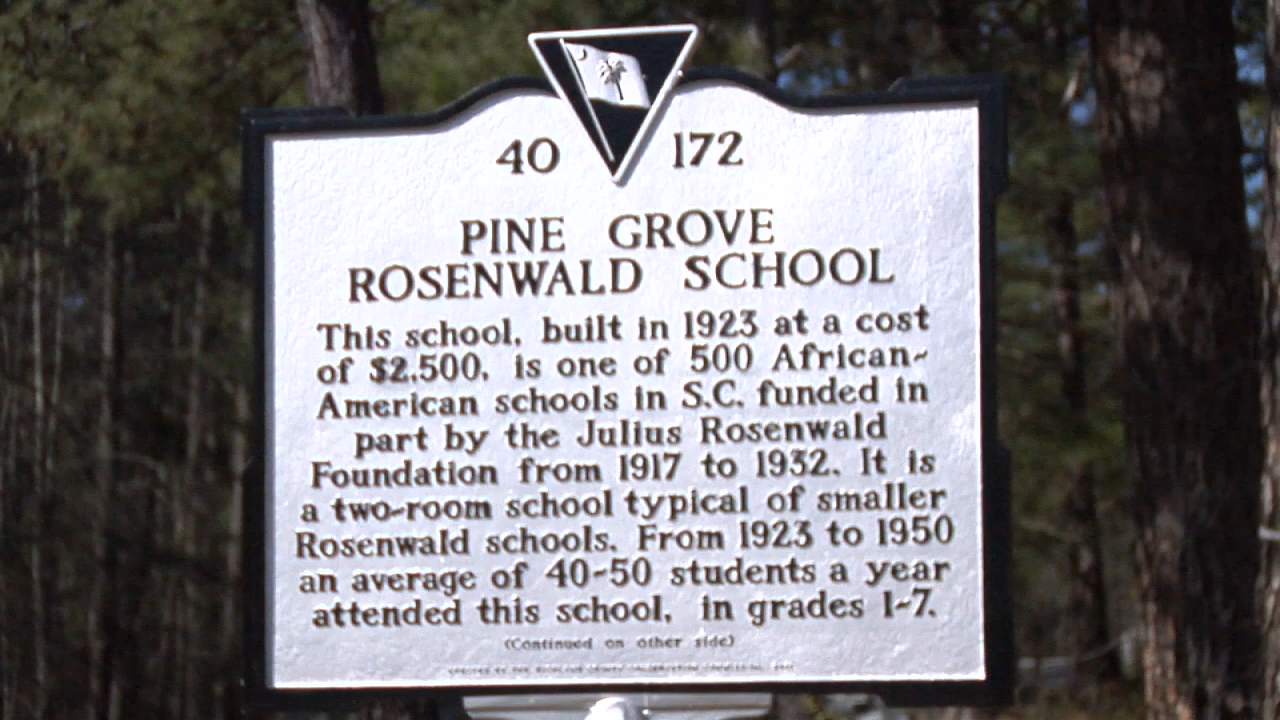 40 172
PINE GROVE
ROSENWALD SCHOOL
This school, built in 1923 at a cost
of $2,500, is one of 500 African-
American schools in S.C. funded in
part by the Julius Rosenwald
Foundation from 1917 to 1932. It is
a two-room school typical of smaller
Rosenwald schools. From 1923 to 1950
an average of 40-50 students a year
attended this school, in grades 1-7.
(Continued on other side)